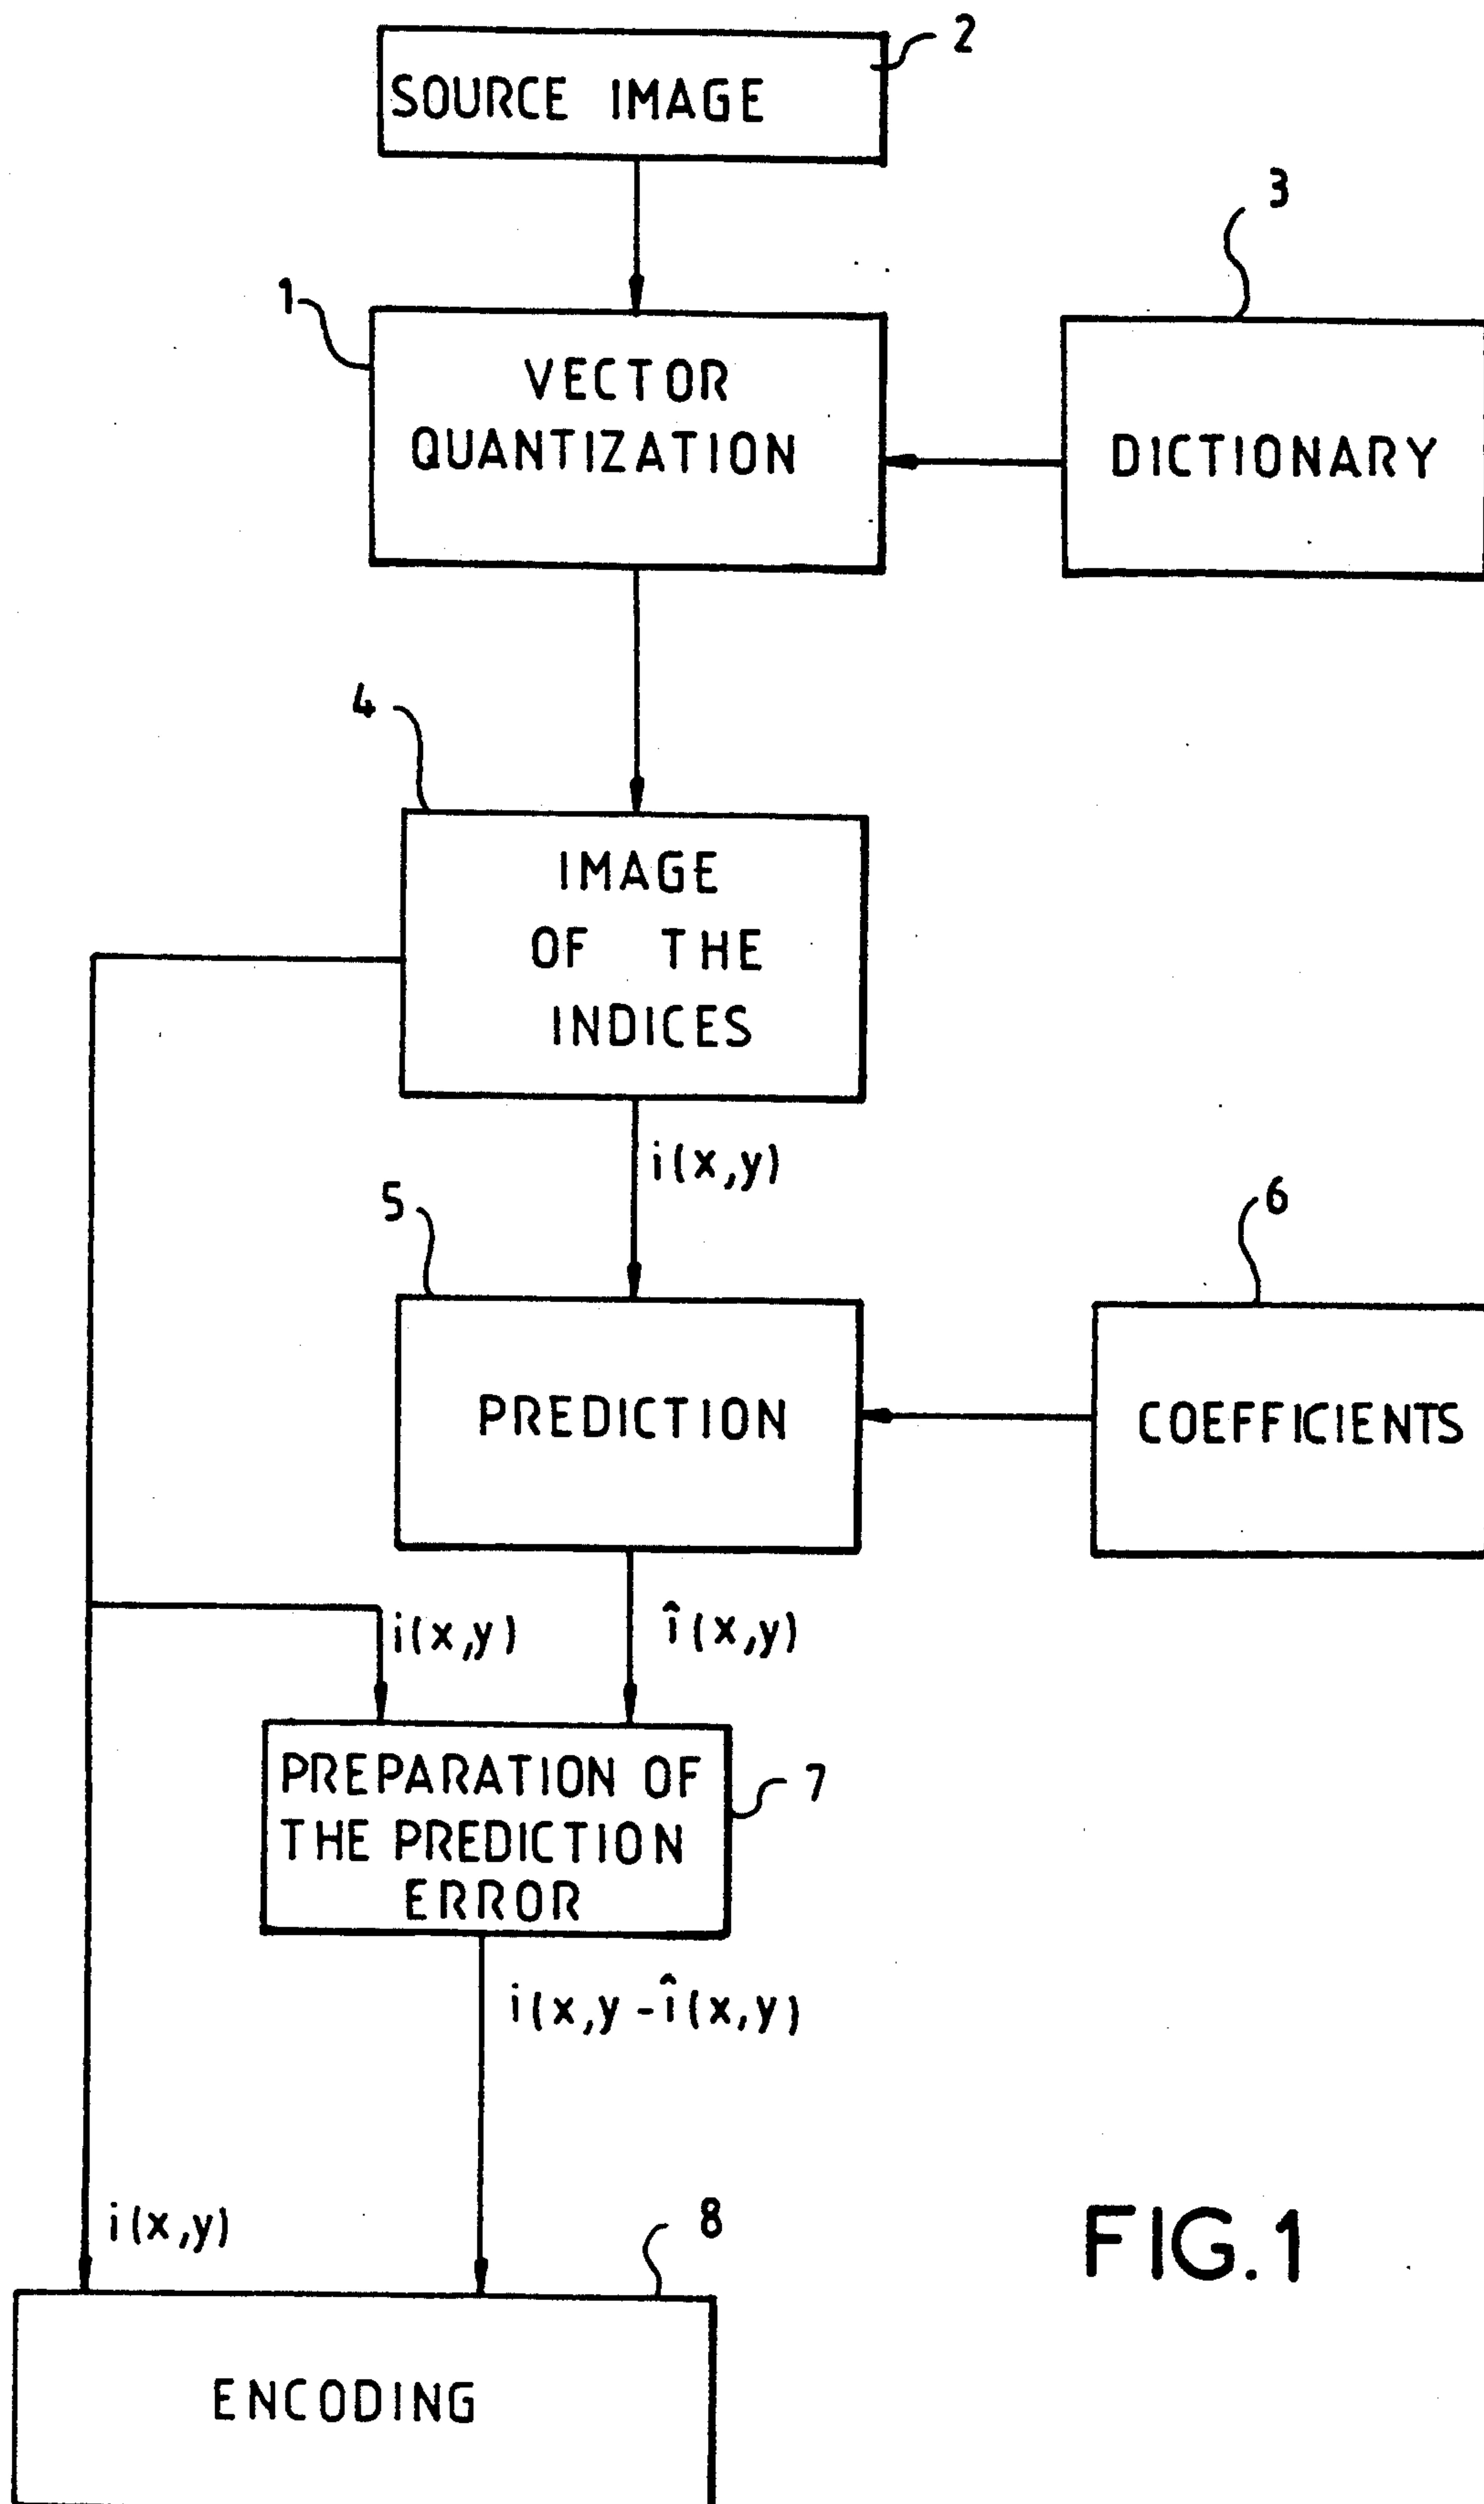 2
SOURCE IMAGE
3
1
VECTOR
QUANTIZATION
DICTIONARY
4
IMAGE
OF THE
INDICES
i(x,y)
5
6
PREDICTION
COEFFICIENTS
i(x,y)
î(x,y)
PREPARATION OF
THE PREDICTION
ERROR
7
i(x,y-î(x,y)
i(x,y)
8
FIG.1
ENCODING